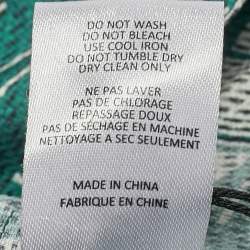 DO NOT WASH
DO NOT BLEACH
USE COOL IRON
DO NOT TUMBLE DRY
DRY CLEAN ONLY
NE PAS LAVER
PAS DE CHLORAGE
REPASSAGE DOUX
PAS DE SÉCHAGE EN MACHINE
NETTOYAGE A SEC SEULEMENT
MADE IN CHINA
FABRIQUE EN CHINE